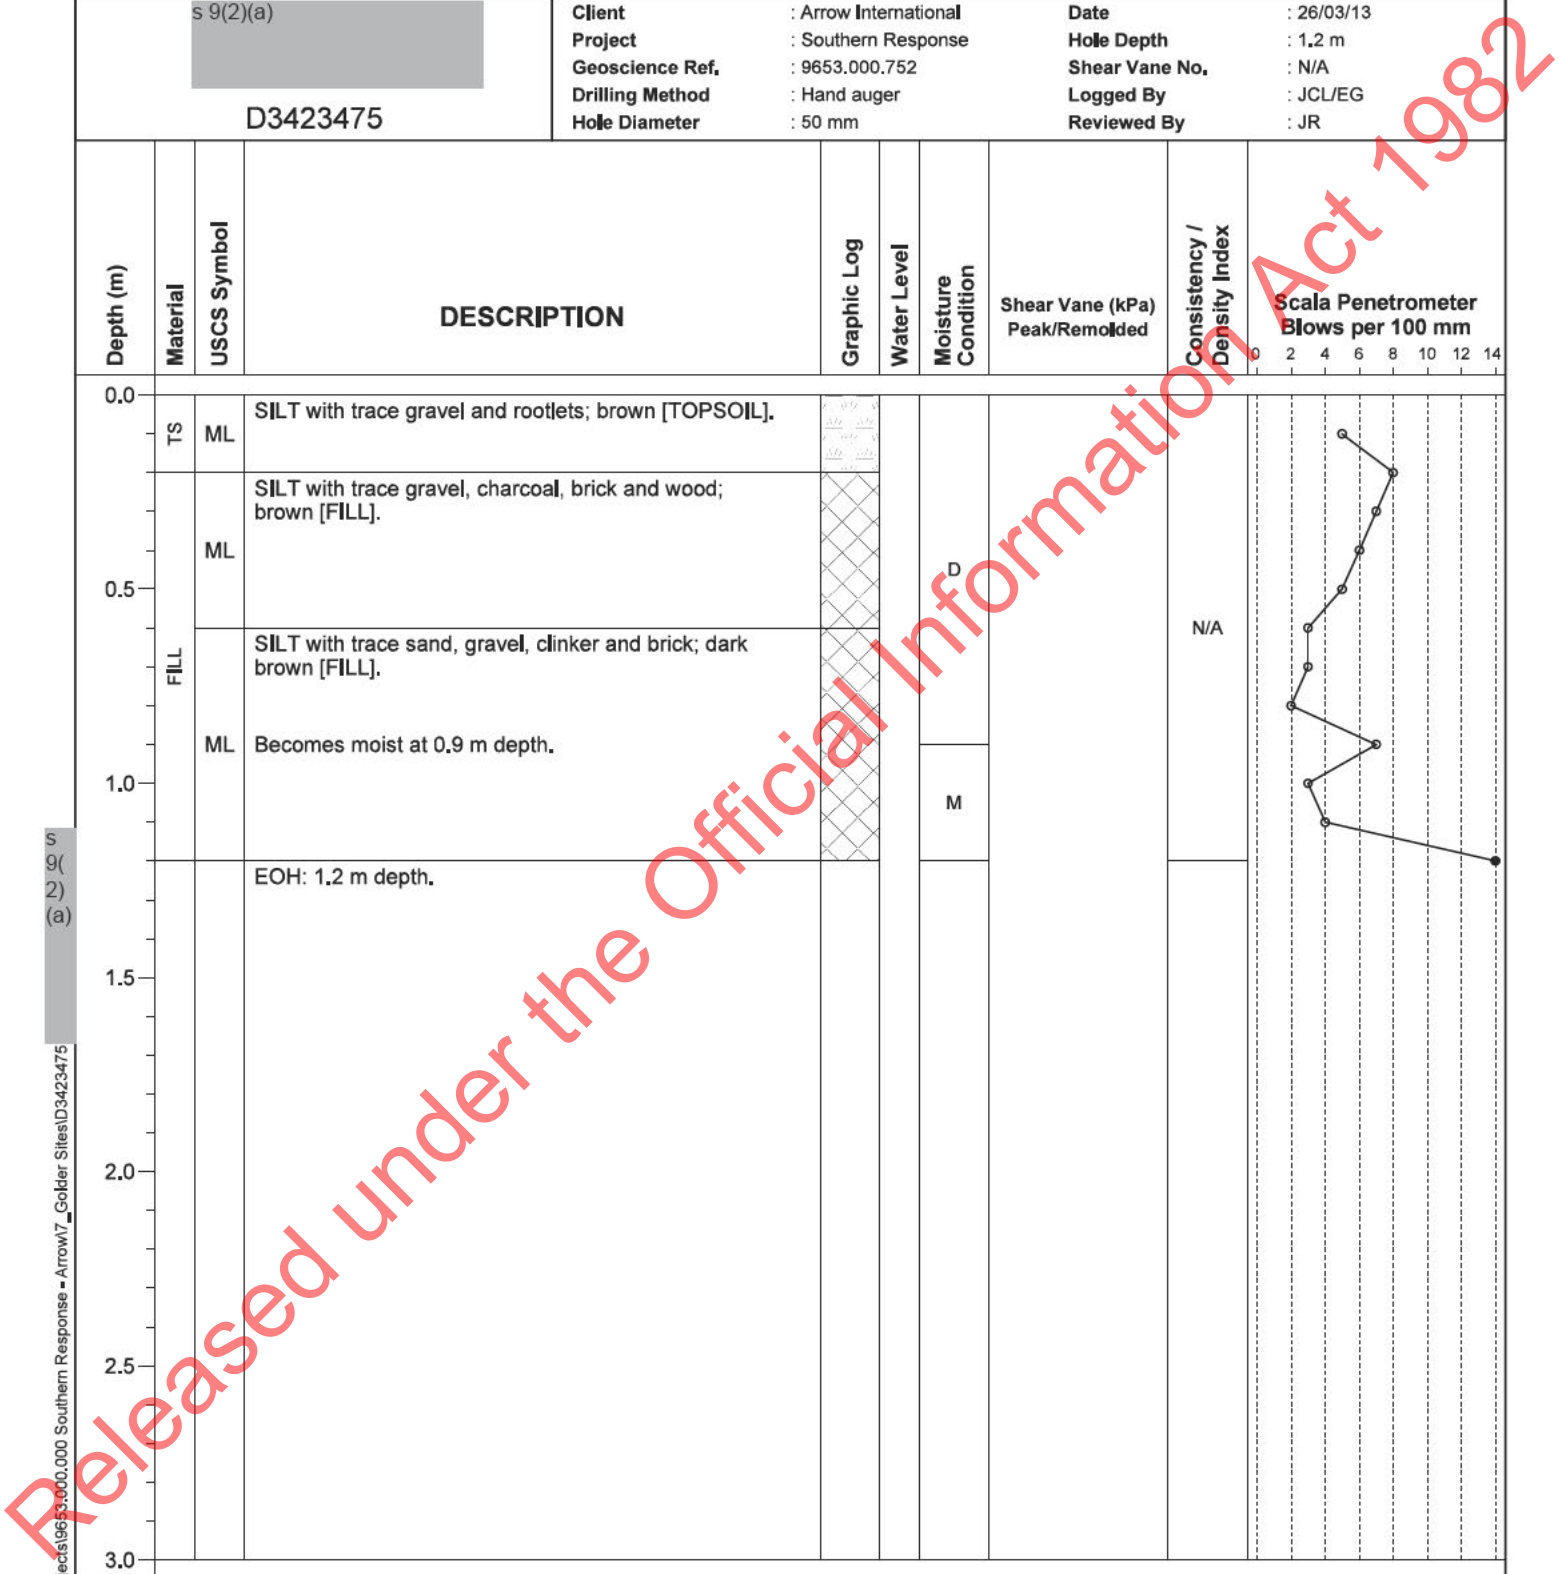 s 9(2)(a)
D3423475
Client : Arrow International
Project : Southern Response
Geoscience Ref. : 9653.000.752
Drilling Method : Hand auger
Hole Diameter : 50 mm
Date : 26/03/13
Hole Depth : 1.2 m
Shear Vane No. : N/A
Logged By : JCL/EG
Reviewed By : JR
Depth (m)
Material
USCS Symbol
DESCRIPTION
Graphic Log
Water Level
Moisture
Condition
Shear Vane (kPa)
Peak/Remolded
Consistency /
Density Index
Scala Penetrometer
Blows per 100 mm
0 2 4 6 8 10 12 14
0.0
TS
ML
SILT with trace gravel and rootlets; brown [TOPSOIL].
SILT with trace gravel, charcoal, brick and wood;
brown [FILL].
ML
D
0.5
N/A
SILT with trace sand, gravel, clinker and brick; dark
brown [FILL].
FILL
ML
Becomes moist at 0.9 m depth.
1.0
M
EOH: 1.2 m depth.
1.5
2.0
2.5
3.0
s
9(
2)
(a)
ects\9653.000.000 Southern Response - Arrow\7_Golder Sites\D3423475
Released under the Official Information Act 1982